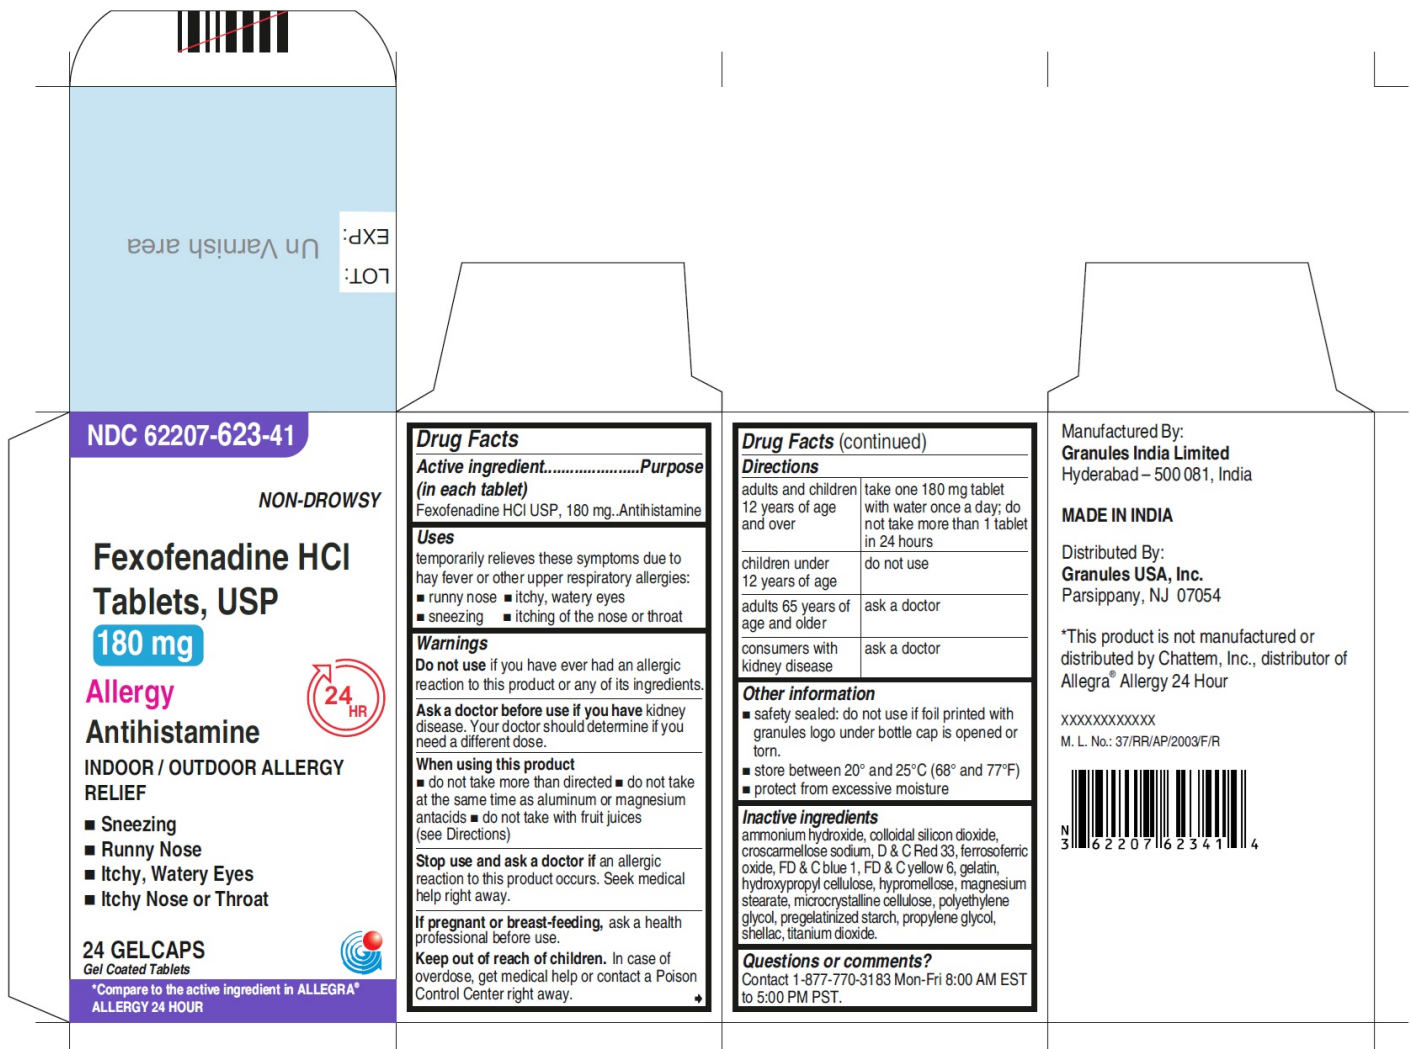 Un Varnish area
EXP:
LOT:
NDC 62207-623-41
NON-DROWSY
Fexofenadine HCl
Tablets, USP
180 mg
Allergy
24
HR
Antihistamine
INDOOR / OUTDOOR ALLERGY
RELIEF
■ Sneezing
■ Runny Nose
■ Itchy, Watery Eyes
■ Itchy Nose or Throat
24 GELCAPS
Gel Coated Tablets
*Compare to the active ingredient in ALLEGRA®
ALLERGY 24 HOUR
Drug Facts
Active ingredient......................Purpose
(in each tablet)
Fexofenadine HCl USP, 180 mg..Antihistamine
Uses
temporarily relieves these symptoms due to
hay fever or other upper respiratory allergies:
■ runny nose ■ itchy, watery eyes
■ sneezing ■ itching of the nose or throat
Warnings
Do not use if you have ever had an allergic
reaction to this product or any of its ingredients.
Ask a doctor before use if you have kidney
disease. Your doctor should determine if you
need a different dose.
When using this product
■ do not take more than directed ■ do not take
at the same time as aluminum or magnesium
antacids ■ do not take with fruit juices
(see Directions)
Stop use and ask a doctor if an allergic
reaction to this product occurs. Seek medical
help right away.
If pregnant or breast-feeding, ask a health
professional before use.
Keep out of reach of children. In case of
overdose, get medical help or contact a Poison
Control Center right away.
Drug Facts (continued)
Directions
adults and children take one 180 mg tablet
12 years of age with water once a day; do
and over not take more than 1 tablet
in 24 hours
children under do not use
12 years of age
adults 65 years of ask a doctor
age and older
consumers with ask a doctor
kidney disease
Other information
■ safety sealed: do not use if foil printed with
granules logo under bottle cap is opened or
torn.
■ store between 20° and 25°C (68° and 77°F)
■ protect from excessive moisture
Inactive ingredients
ammonium hydroxide, colloidal silicon dioxide,
croscarmellose sodium, D & C Red 33, ferrosoferric
oxide, FD & C blue 1, FD & C yellow 6, gelatin,
hydroxypropyl cellulose, hypromellose, magnesium
stearate, microcrystalline cellulose, polyethylene
glycol, pregelatinized starch, propylene glycol,
shellac, titanium dioxide.
Questions or comments?
Contact 1-877-770-3183 Mon-Fri 8:00 AM EST
to 5:00 PM PST.
Manufactured By:
Granules India Limited
Hyderabad – 500 081, India
MADE IN INDIA
Distributed By:
Granules USA, Inc.
Parsippany, NJ 07054
*This product is not manufactured or
distributed by Chattem, Inc., distributor of
Allegra® Allergy 24 Hour
XXXXXXXXXXXX
M. L. No.: 37/RR/AP/2003/F/R
N
3 62207 62341 4